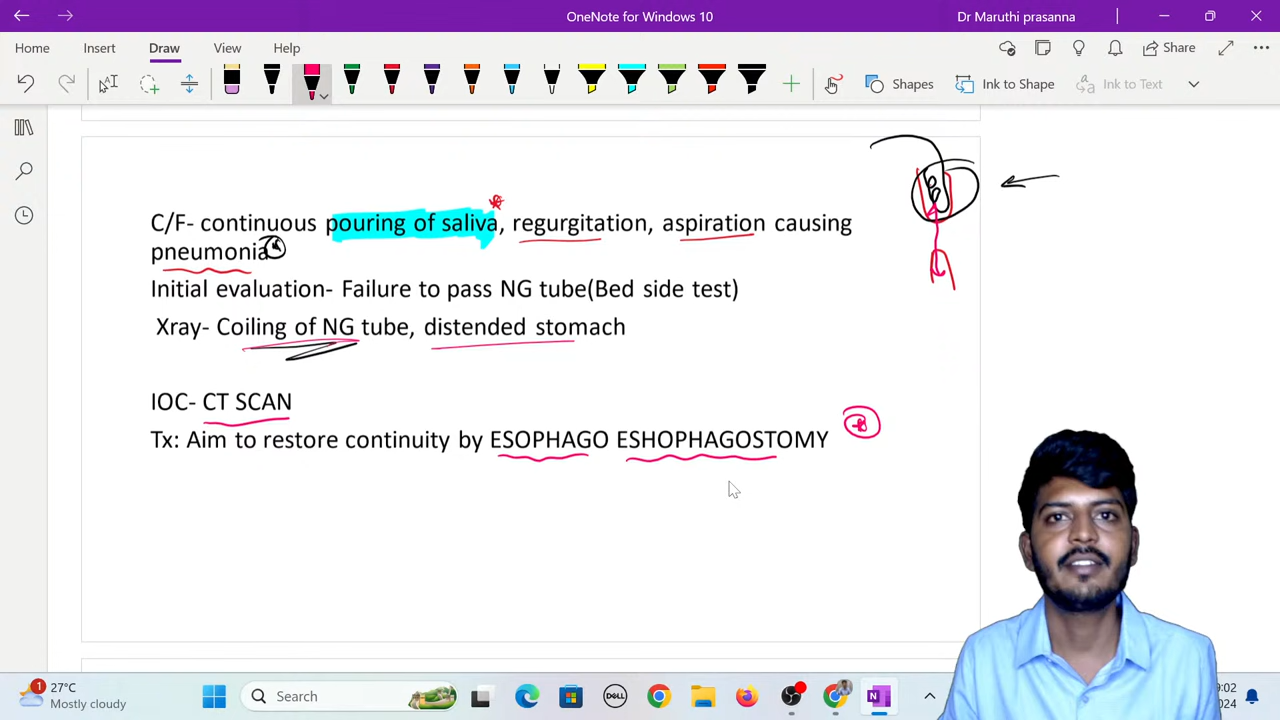 OneNote for Windows 10
Dr Maruthi prasanna
Home Insert Draw View Help
Share
Shapes
Ink to Shape
Ink to Text
C/F- continuous pouring of saliva, regurgitation, aspiration causing
pneumonia
Initial evaluation- Failure to pass NG tube(Bed side test)
Xray- Coiling of NG tube, distended stomach
IOC- CT SCAN
Tx: Aim to restore continuity by ESOPHAGO ESHOPHAGOSTOMY
1
27°C
Mostly cloudy
Search
DELL
N